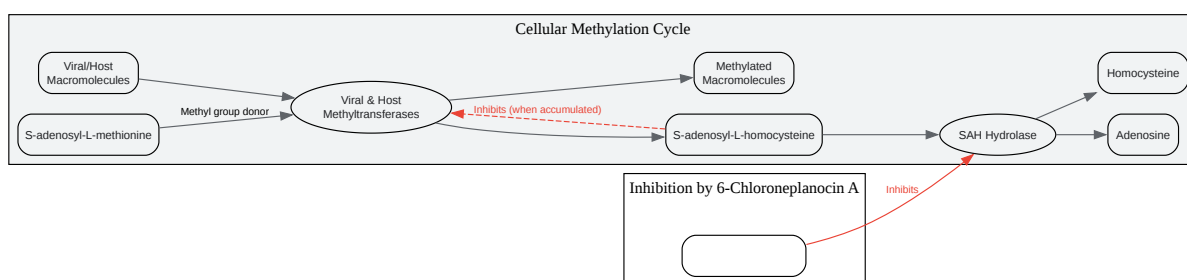 Cellular Methylation Cycle
Viral/Host
Macromolecules
S-adenosyl-L-methionine
Methyl group donor
Viral & Host
Methyltransferases
Inhibits (when accumulated)
Methylated
Macromolecules
S-adenosyl-L-homocysteine
SAH Hydrolase
Homocysteine
Adenosine
Inhibition by 6-Chloroneplanocin A
Inhibits